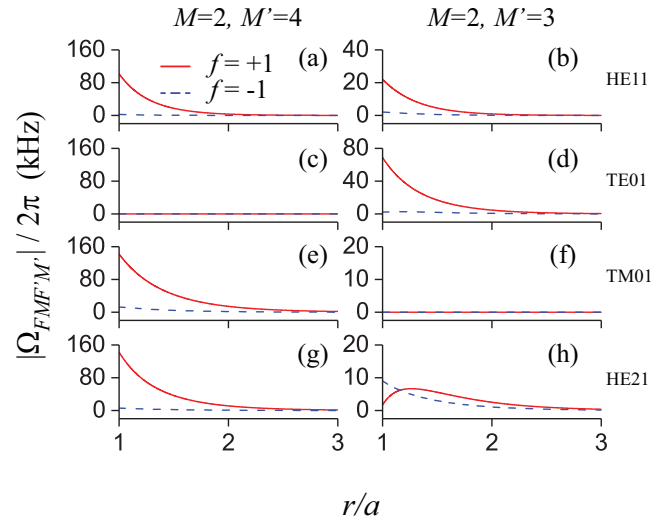 M=2, M'=4 M=2, M'=3
|Ω_{FMF'M'}| / 2π (kHz)
160 (a) 40 (b) HE11
f = +1
f = -1
80 20
0 0
160 (c) 80 (d) TE01
80 40
0 0
160 (e) 20 (f) TM01
80 10
0 0
160 (g) 20 (h) HE21
80 10
0 0
1 2 3 1 2 3
r/a